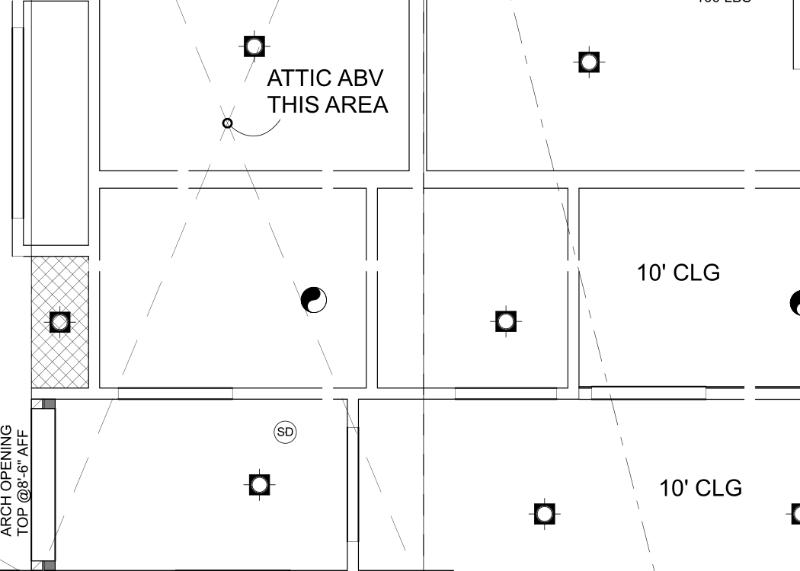 ATTIC ABV
THIS AREA
10' CLG
SD
10' CLG
ARCH OPENING
TOP @8'-6" AFF